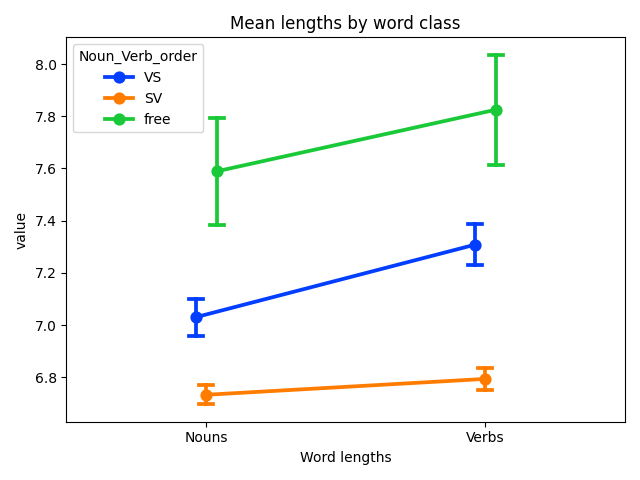 Mean lengths by word class
Noun_Verb_order
VS
SV
free
value
8.0
7.8
7.6
7.4
7.2
7.0
6.8
Nouns
Verbs
Word lengths